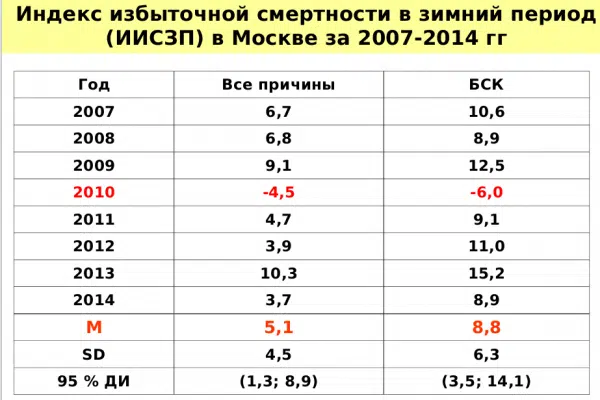 Индекс избыточной смертности в зимний период
(ИИСЗП) в Москве за 2007-2014 гг
Год Все причины БСК
2007 6,7 10,6
2008 6,8 8,9
2009 9,1 12,5
2010 -4,5 -6,0
2011 4,7 9,1
2012 3,9 11,0
2013 10,3 15,2
2014 3,7 8,9
М 5,1 8,8
SD 4,5 6,3
95 % ДИ (1,3; 8,9) (3,5; 14,1)